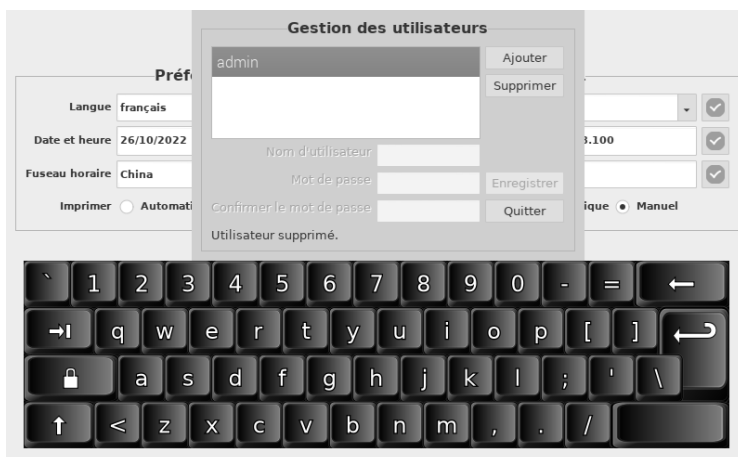 Gestion des utilisateurs
admin
Ajouter
Supprimer
Préf
Langue français
Date et heure 26/10/2022
.100
Nom d'utilisateur
Fuseau horaire China
Mot de passe
Enregistrer
Imprimer Automati
Confirmer le mot de passe
Quitter
ique Manuel
Utilisateur supprimé.
` 1 2 3 4 5 6 7 8 9 0 - =
q w e r t y u i o p [ ]
a s d f g h j k l ; ' \
< z x c v b n m , . /